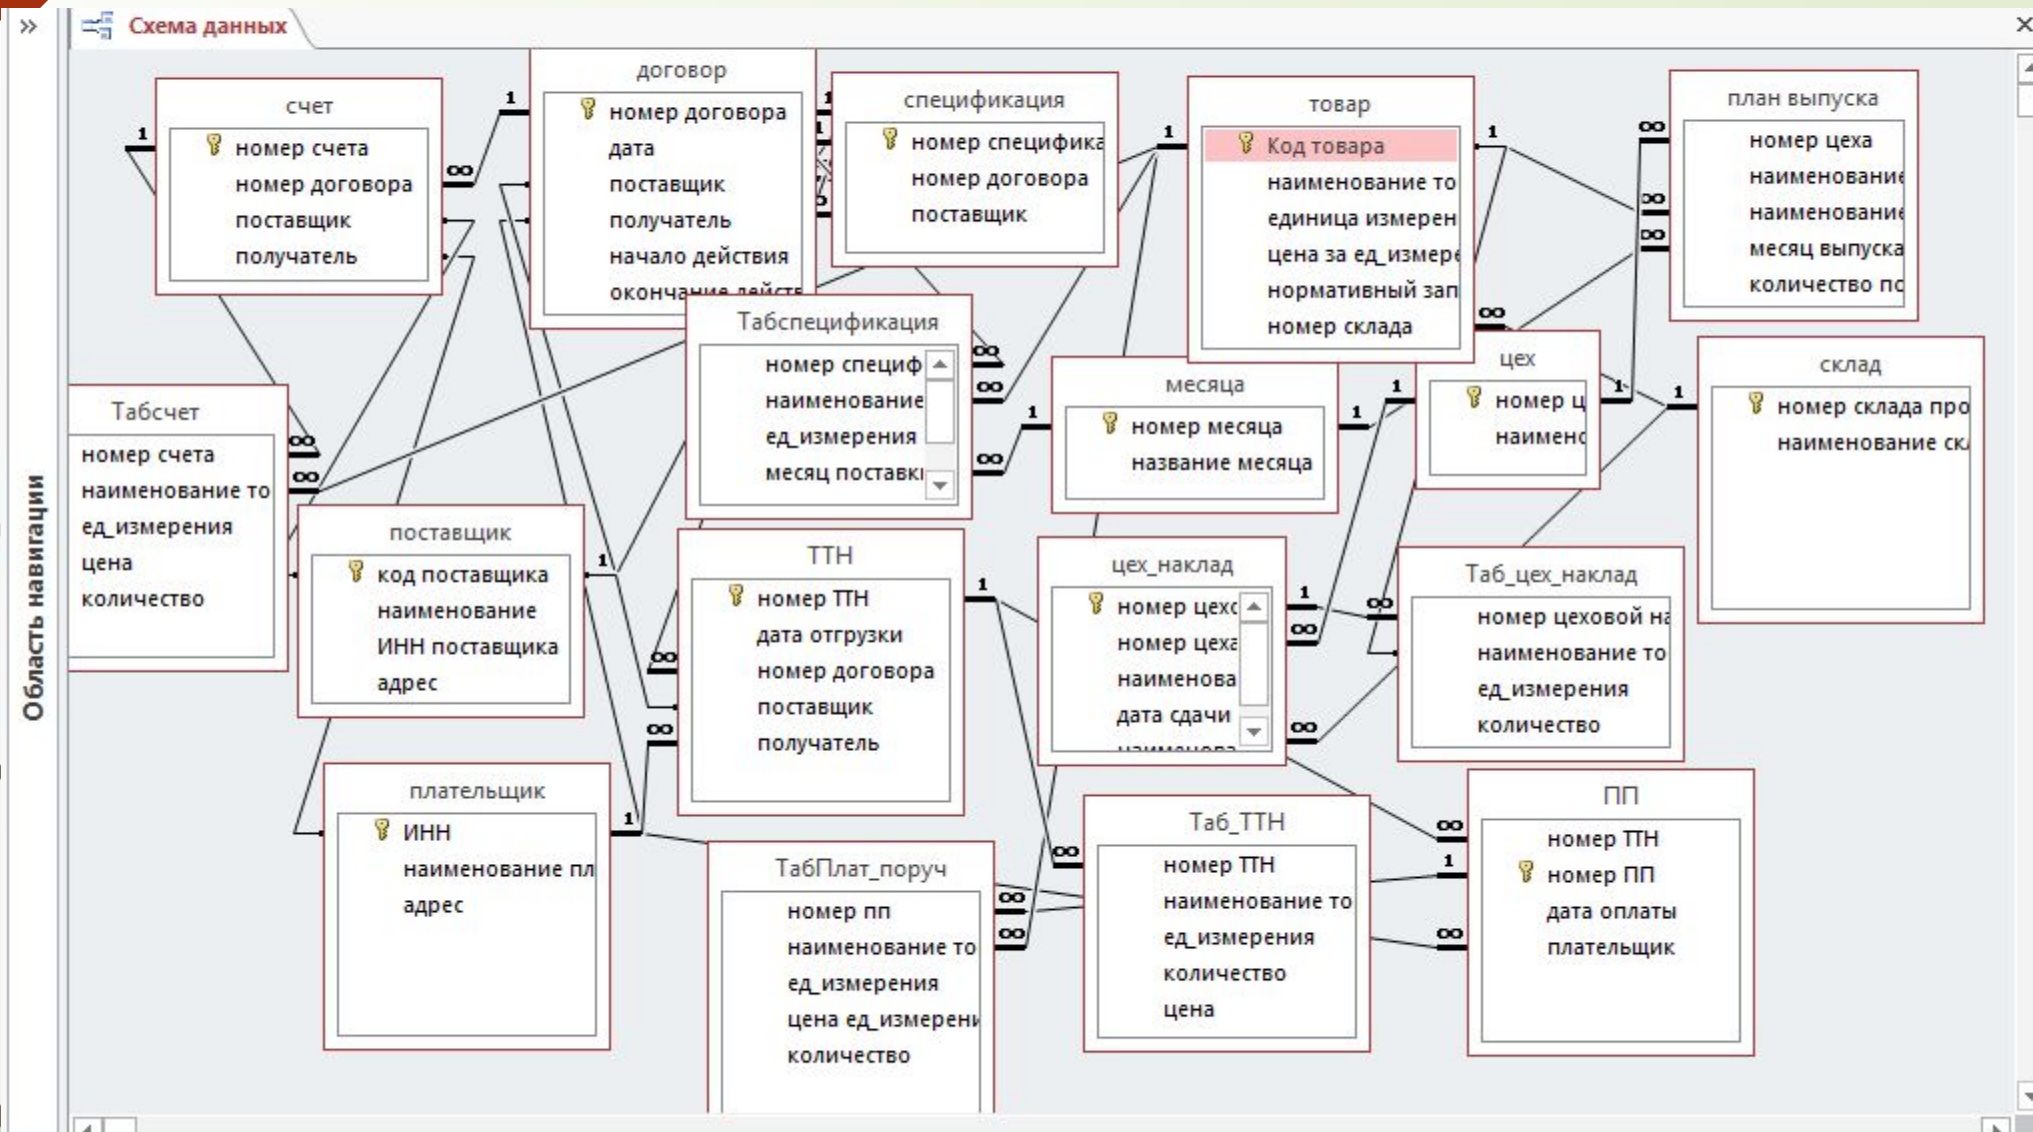 Схема данных
Область навигации
счет
номер счета
номер договора
поставщик
получатель
договор
номер договора
дата
поставщик
получатель
начало действия
окончание действ
спецификация
номер специфика
номер договора
поставщик
товар
Код товара
наименование то
единица измерен
цена за ед_измере
нормативный зап
номер склада
план выпуска
номер цеха
наименование
наименование
месяц выпуска
количество по
Табспецификация
номер специф
наименование
ед_измерения
месяц поставки
месяца
номер месяца
название месяца
цех
номер ц
наимено
склад
номер склада про
наименование скл
Табсчет
номер счета
наименование то
ед_измерения
цена
количество
поставщик
код поставщика
наименование
ИНН поставщика
адрес
ТТН
номер ТТН
дата отгрузки
номер договора
поставщик
получатель
цех_наклад
номер цехс
номер цеха
наименова
дата сдачи
наименова
Таб_цех_наклад
номер цеховой на
наименование то
ед_измерения
количество
плательщик
ИНН
наименование пл
адрес
ТабПлат_поруч
номер пп
наименование то
ед_измерения
цена ед_измерени
количество
Таб_ТТН
номер ТТН
наименование то
ед_измерения
количество
цена
ПП
номер ТТН
номер ПП
дата оплаты
плательщик